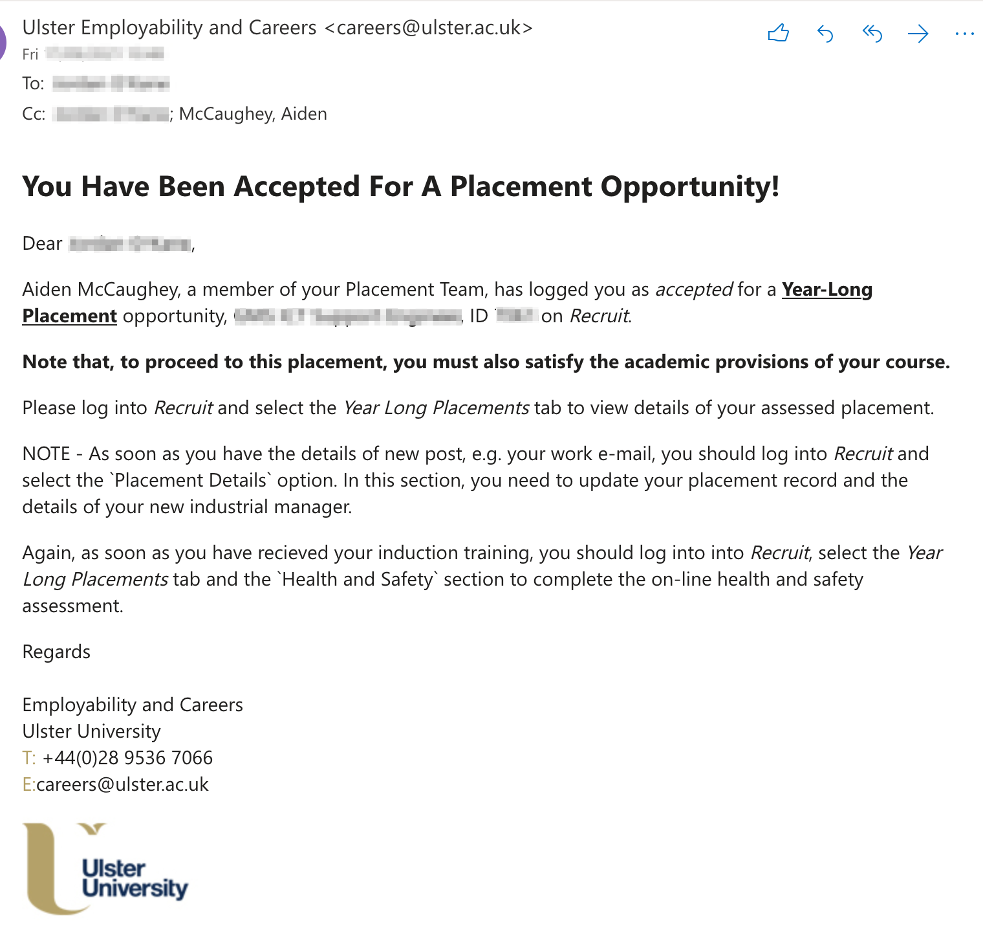 Ulster Employability and Careers <careers@ulster.ac.uk>
Fri
To:
Cc: ; McCaughey, Aiden
You Have Been Accepted For A Placement Opportunity!
Dear ,
Aiden McCaughey, a member of your Placement Team, has logged you as accepted for a Year-Long
Placement opportunity, , ID on Recruit.
Note that, to proceed to this placement, you must also satisfy the academic provisions of your course.
Please log into Recruit and select the Year Long Placements tab to view details of your assessed placement.
NOTE - As soon as you have the details of new post, e.g. your work e-mail, you should log into Recruit and
select the `Placement Details` option. In this section, you need to update your placement record and the
details of your new industrial manager.
Again, as soon as you have recieved your induction training, you should log into into Recruit, select the Year
Long Placements tab and the `Health and Safety` section to complete the on-line health and safety
assessment.
Regards
Employability and Careers
Ulster University
T: +44(0)28 9536 7066
E:careers@ulster.ac.uk
Ulster
University